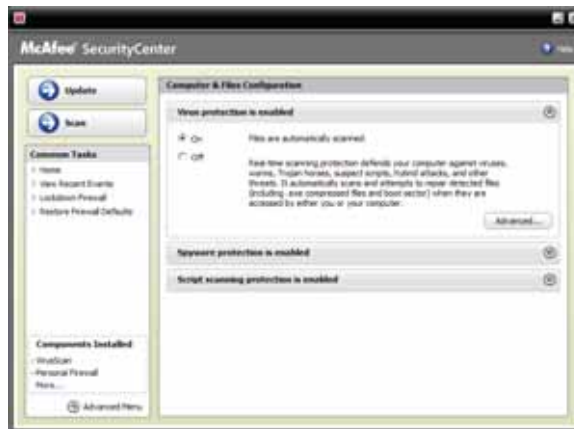 McAfee SecurityCenter
Help
Update
Scan
Common Tasks
Home
View Recent Events
Lockdown Firewall
Restore Firewall Defaults
Components Installed
VirusScan
Personal Firewall
More...
Advanced Menu
Computer & Files Configuration
Virus protection is enabled
On
Files are automatically scanned.
Off
Real-time scanning protection defends your computer against viruses,
worms, Trojan horses, suspect scripts, hybrid attacks, and other
threats. It automatically scans and attempts to repair detected files
(including .exe compressed files and boot sector) when they are
accessed by either you or your computer.
Advanced...
Spyware protection is enabled
Script scanning protection is enabled